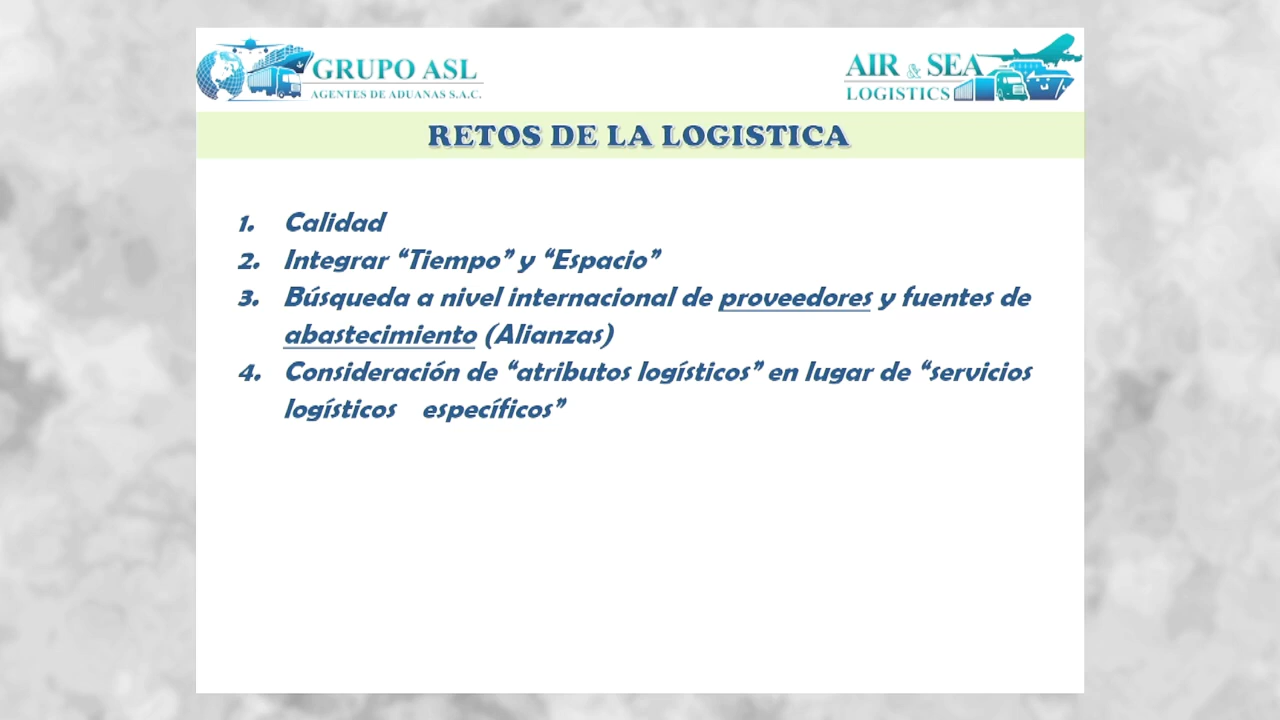 GRUPO ASL
AGENTES DE ADUANAS S.A.C.
AIR & SEA
LOGISTICS
RETOS DE LA LOGISTICA
1. Calidad
2. Integrar “Tiempo” y “Espacio”
3. Búsqueda a nivel internacional de proveedores y fuentes de
abastecimiento (Alianzas)
4. Consideración de “atributos logísticos” en lugar de “servicios
logísticos específicos”